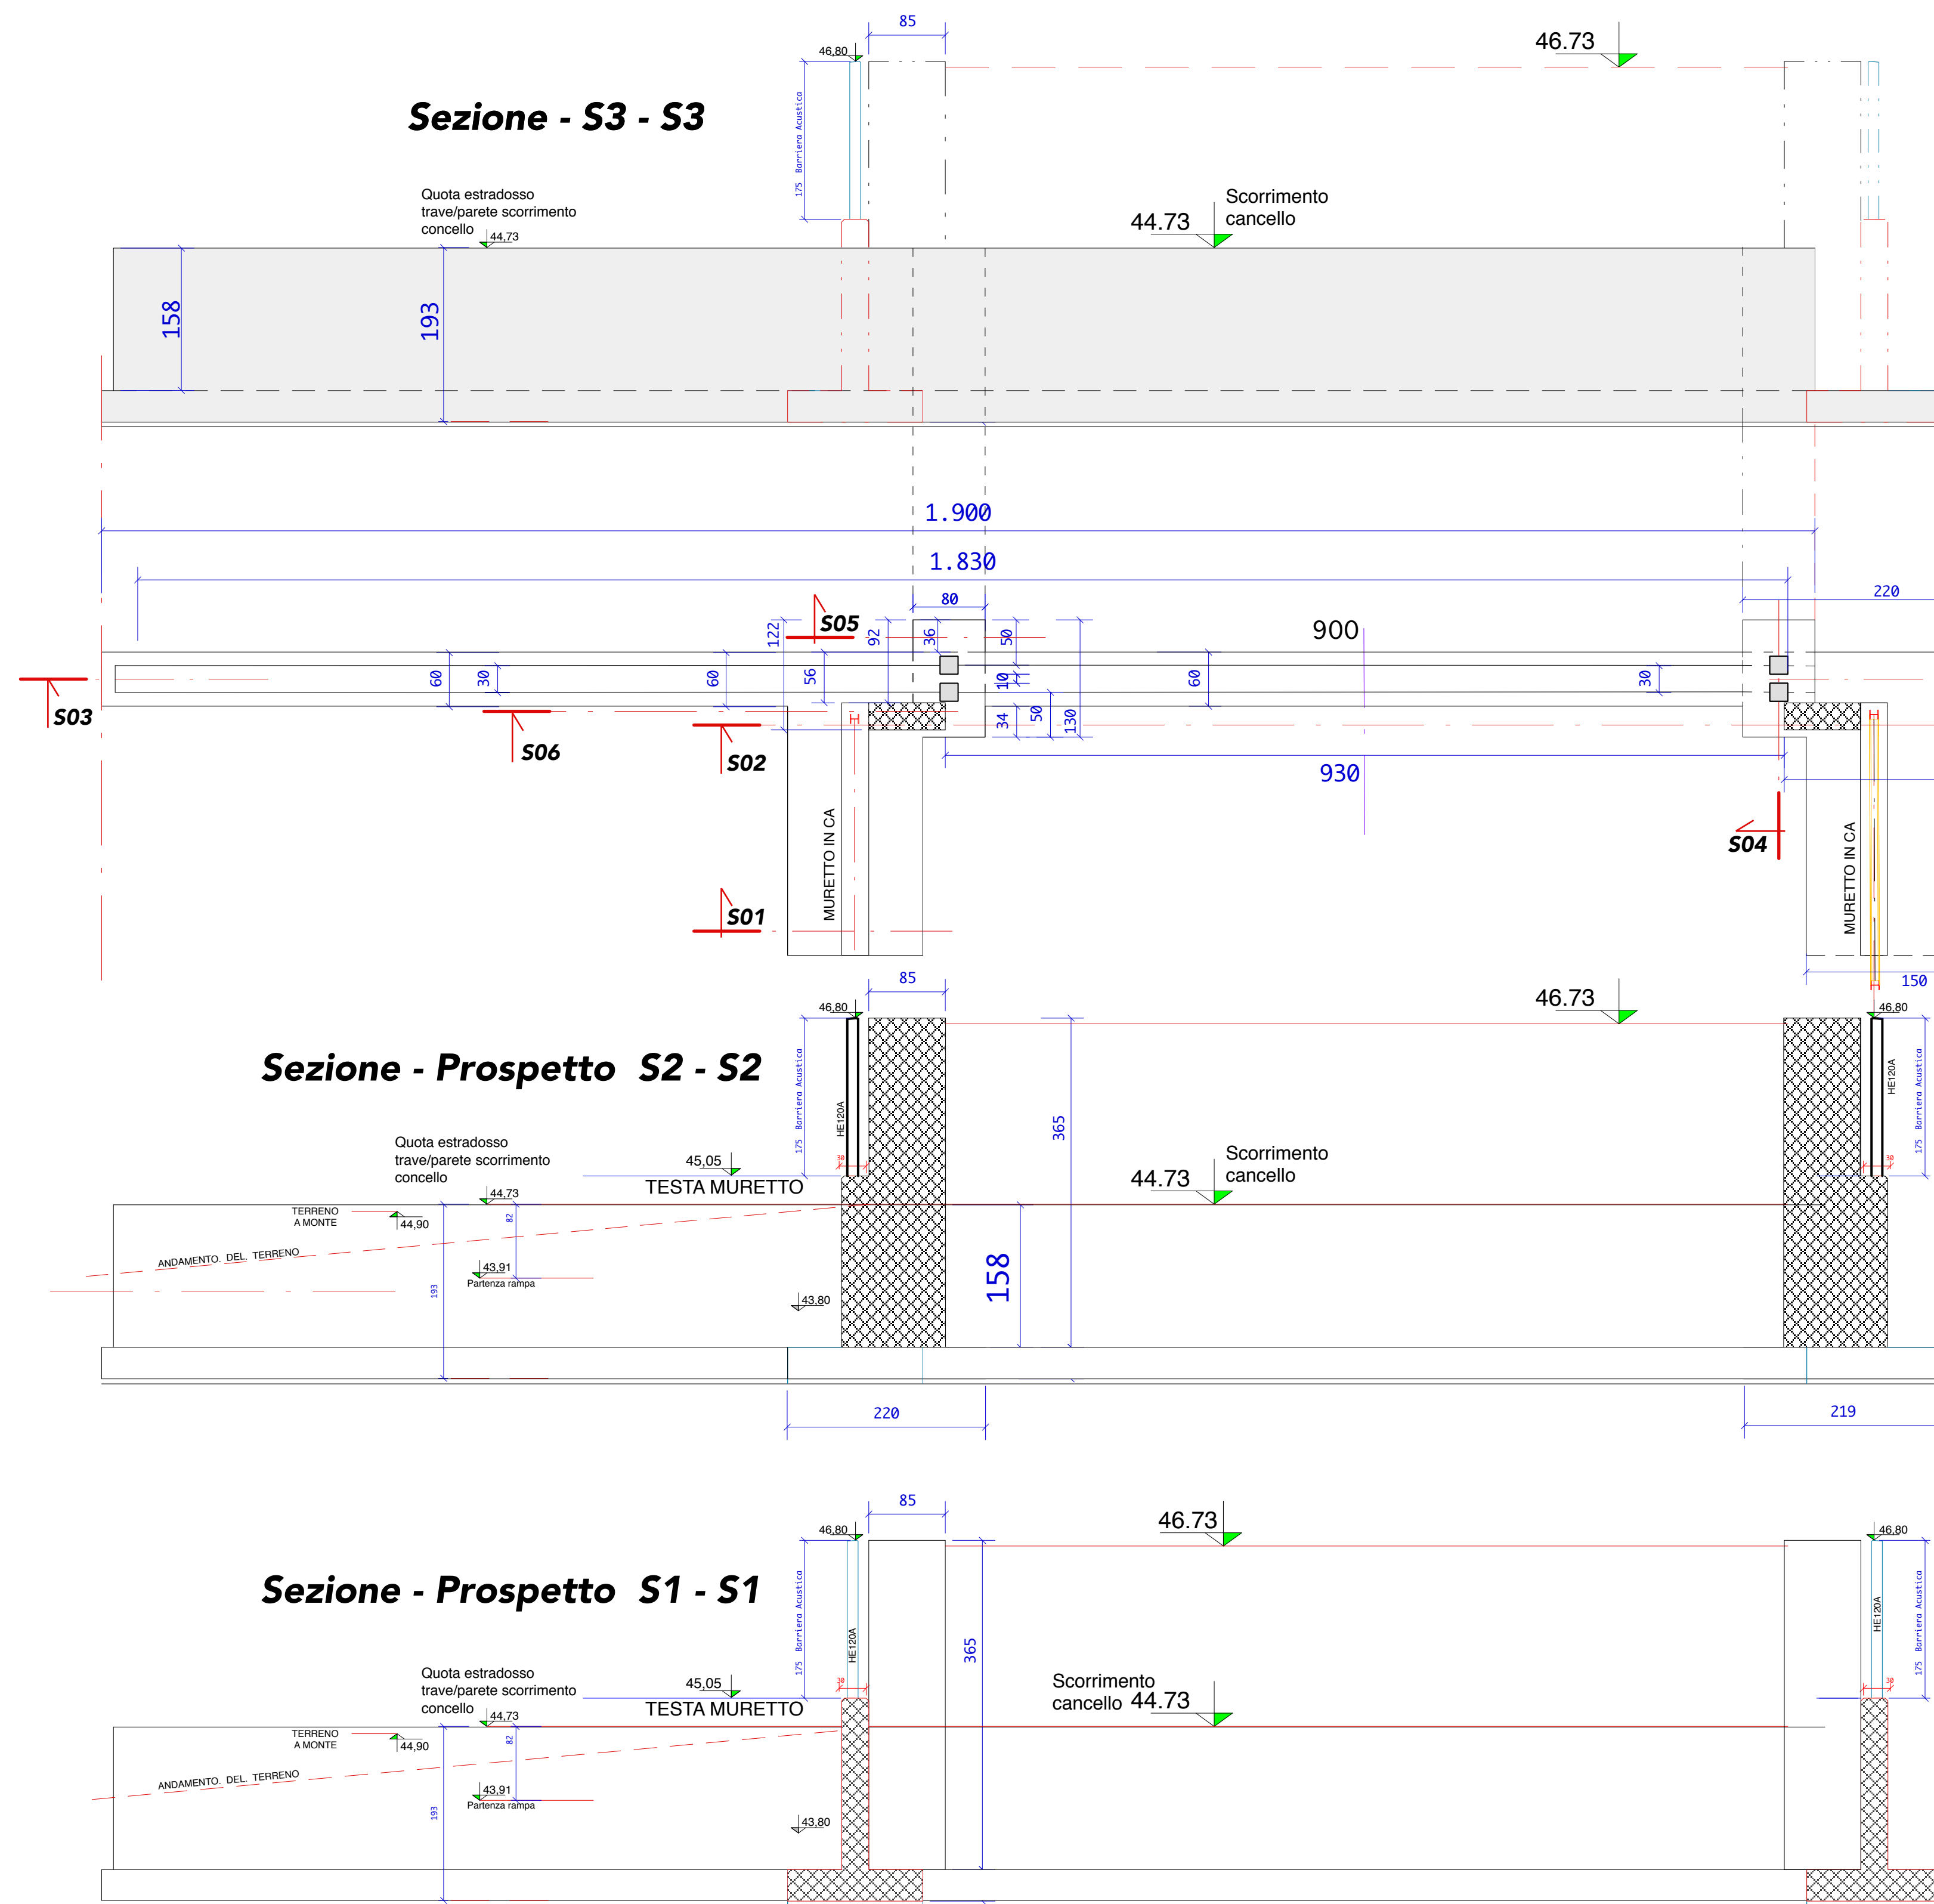 85
46,80
46.73
Sezione - S3 - S3
175 Barriera Acustica
Quota estradosso
trave/parete scorrimento
concello
44,73
Scorrimento
cancello
44.73
158
193
1.900
1.830
80
220
S05
122
92
36
50
900
60
30
60
56
10
60
30
S03
34
50
130
S06
S02
930
MURETTO IN CA
S04
MURETTO IN CA
S01
150
85
46,80
46.73
46,80
Sezione - Prospetto S2 - S2
175 Barriera Acustica
HE120A
365
HE120A
175 Barriera Acustica
Quota estradosso
trave/parete scorrimento
concello
45,05
30
30
TESTA MURETTO
Scorrimento
cancello
44.73
44,73
TERRENO
A MONTE
44,90
82
ANDAMENTO. DEL. TERRENO
43,91
Partenza rampa
193
43,80
158
220
219
85
46,80
46.73
46,80
Sezione - Prospetto S1 - S1
175 Barriera Acustica
HE120A
365
HE120A
175 Barriera Acustica
Quota estradosso
trave/parete scorrimento
concello
45,05
30
30
TESTA MURETTO
Scorrimento
cancello
44.73
44,73
TERRENO
A MONTE
44,90
82
ANDAMENTO. DEL. TERRENO
43,91
Partenza rampa
193
43,80